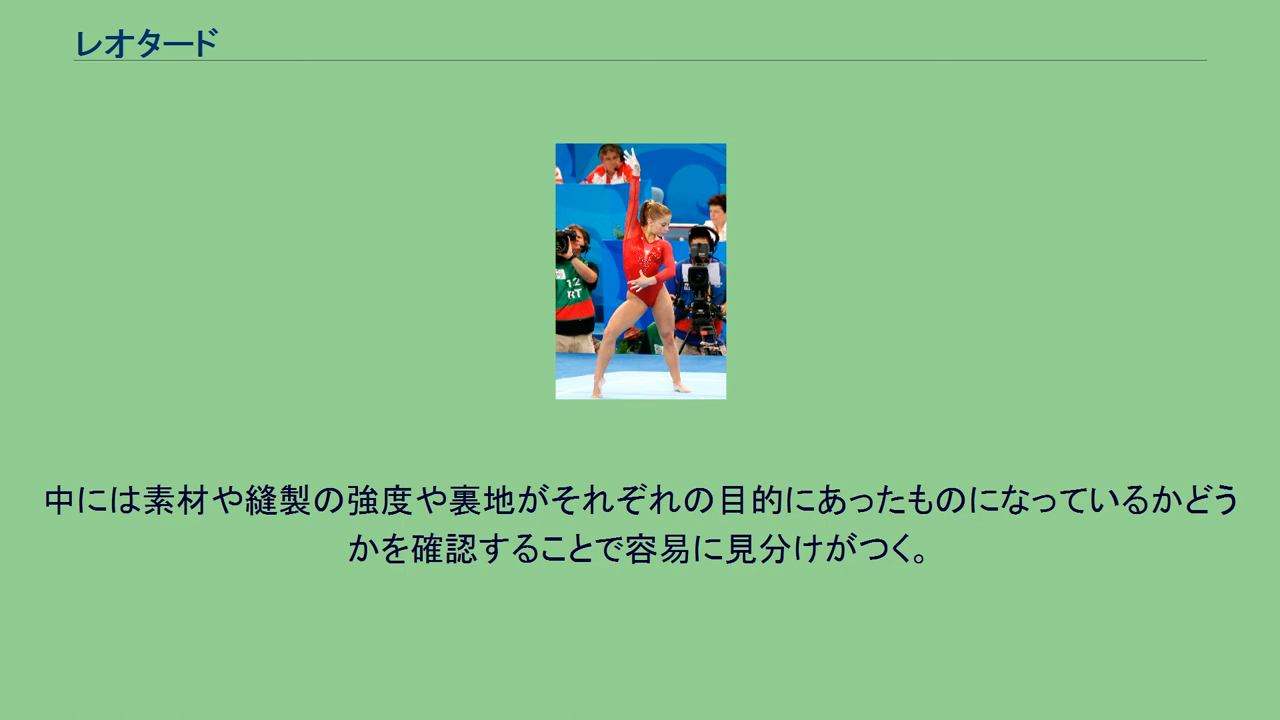 レオタード
12
RT
中には素材や縫製の強度や裏地がそれぞれの目的にあったものになっているかどう
かを確認することで容易に見分けがつく。